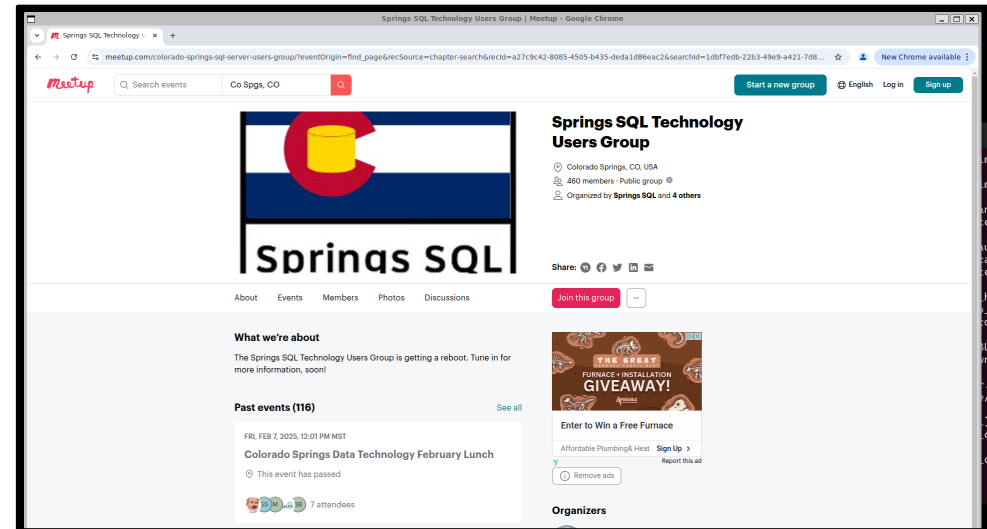 Springs SQL Technology Users Group | Meetup - Google Chrome
Springs SQL Technology U
meetup.com/colorado-springs-sql-server-users-group/?eventOrigin=find_page&recSource=chapter-search&recId=a27c9c42-8085-4505-b435-deda1d86eac2&searchId=1dbf7edb-22b3-49e9-a421-7d8...
New Chrome available
meetup
Search events
Co Spgs, CO
Start a new group
English
Log in
Sign up
Springs SQL
Springs SQL Technology
Users Group
Colorado Springs, CO, USA
460 members · Public group
Organized by Springs SQL and 4 others
Share:
About
Events
Members
Photos
Discussions
Join this group
...
What we're about
The Springs SQL Technology Users Group is getting a reboot. Tune in for
more information, soon!
Past events (116)
See all
FRI, FEB 7, 2025, 12:01 PM MST
Colorado Springs Data Technology February Lunch
This event has passed
7 attendees
THE GREAT
FURNACE + INSTALLATION
GIVEAWAY!
Enter to Win a Free Furnace
Affordable Plumbing& Heat
Sign Up >
Report this ad
Remove ads
Organizers